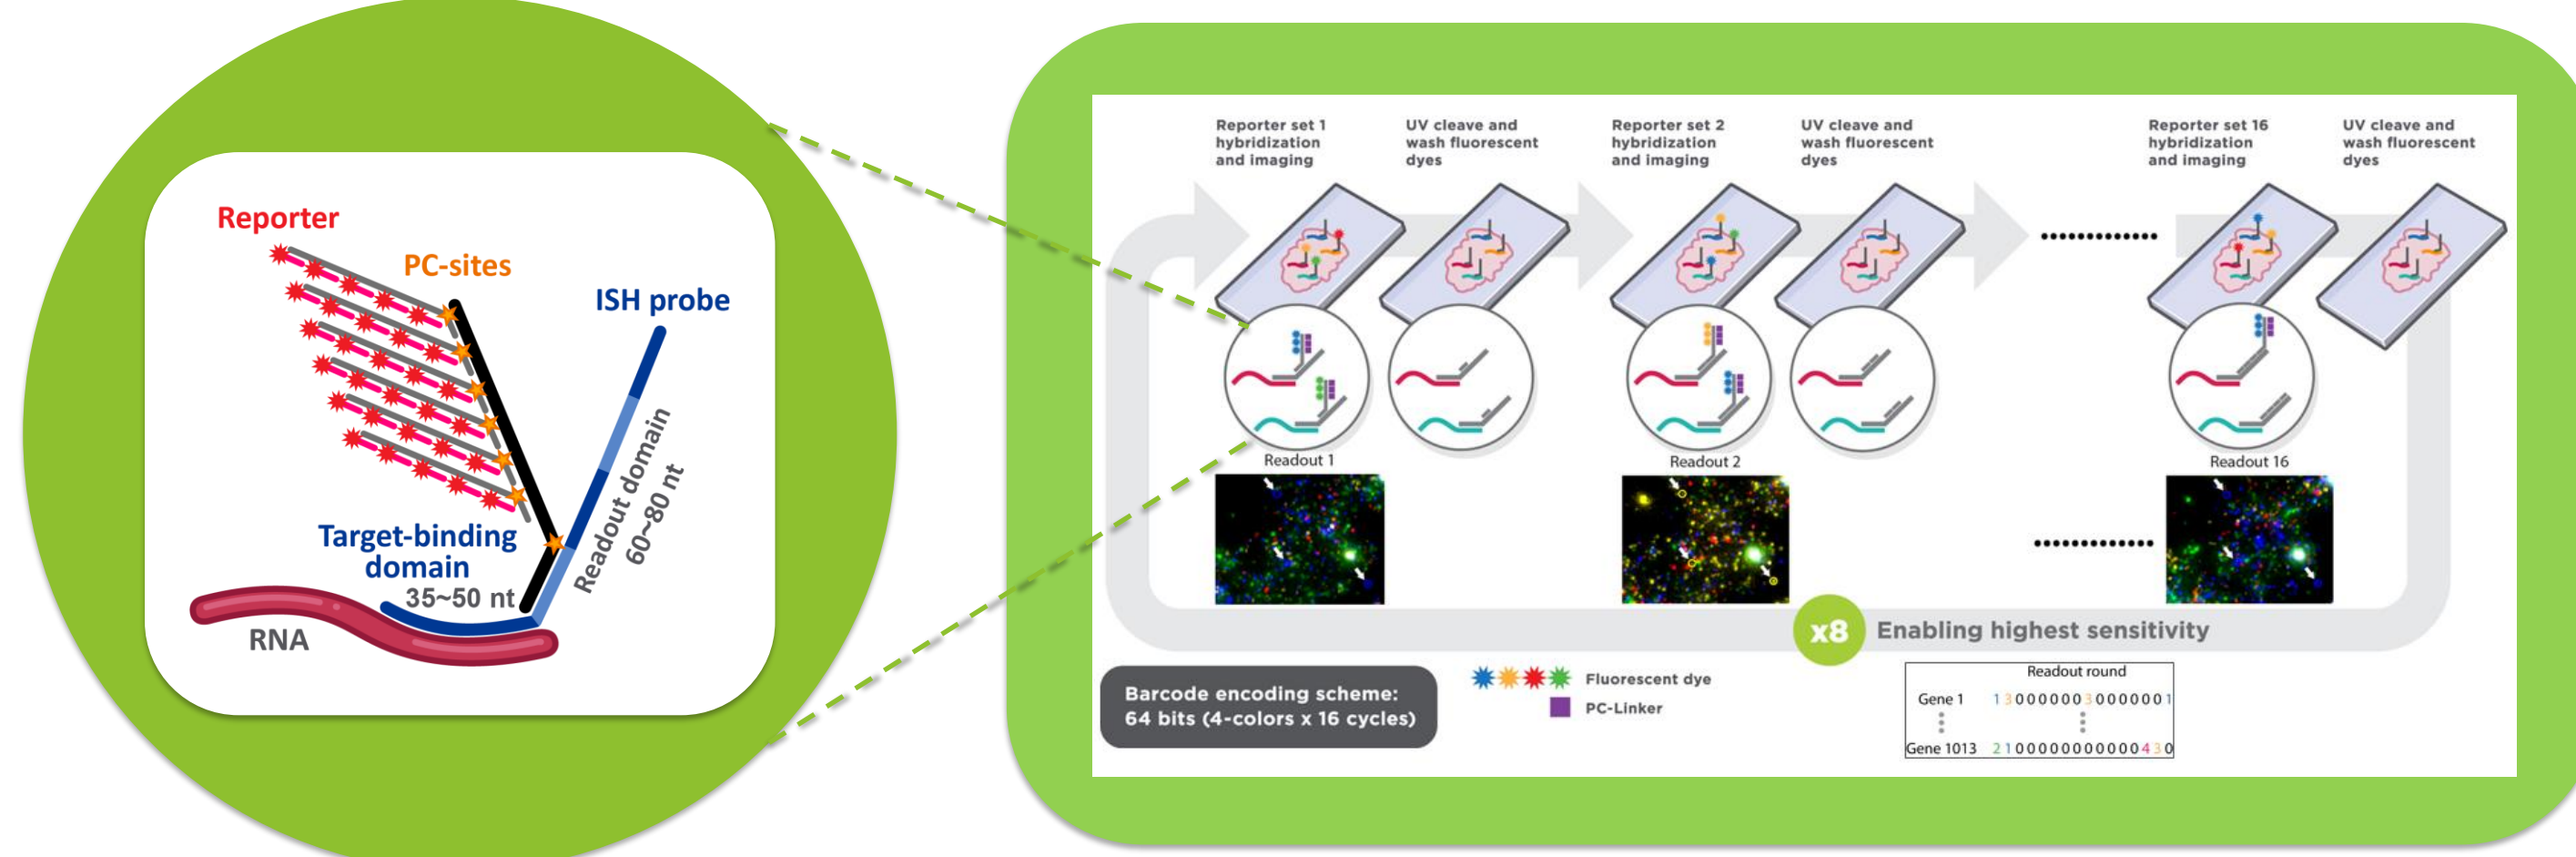 Reporter
PC-sites
ISH probe
Readout domain
60~80 nt
Target-binding
domain
35~50 nt
RNA
Reporter set 1
hybridization
and imaging
UV cleave and
wash fluorescent
dyes
Reporter set 2
hybridization
and imaging
UV cleave and
wash fluorescent
dyes
Reporter set 16
hybridization
and imaging
UV cleave and
wash fluorescent
dyes
Readout 1
Readout 2
Readout 16
x8 Enabling highest sensitivity
Barcode encoding scheme:
64 bits (4-colors x 16 cycles)
Fluorescent dye
PC-Linker
Readout round
Gene 1 1 3 0 0 0 0 0 0 3 0 0 0 0 0 0 1
Gene 1013 2 1 0 0 0 0 0 0 0 0 0 0 0 4 3 0